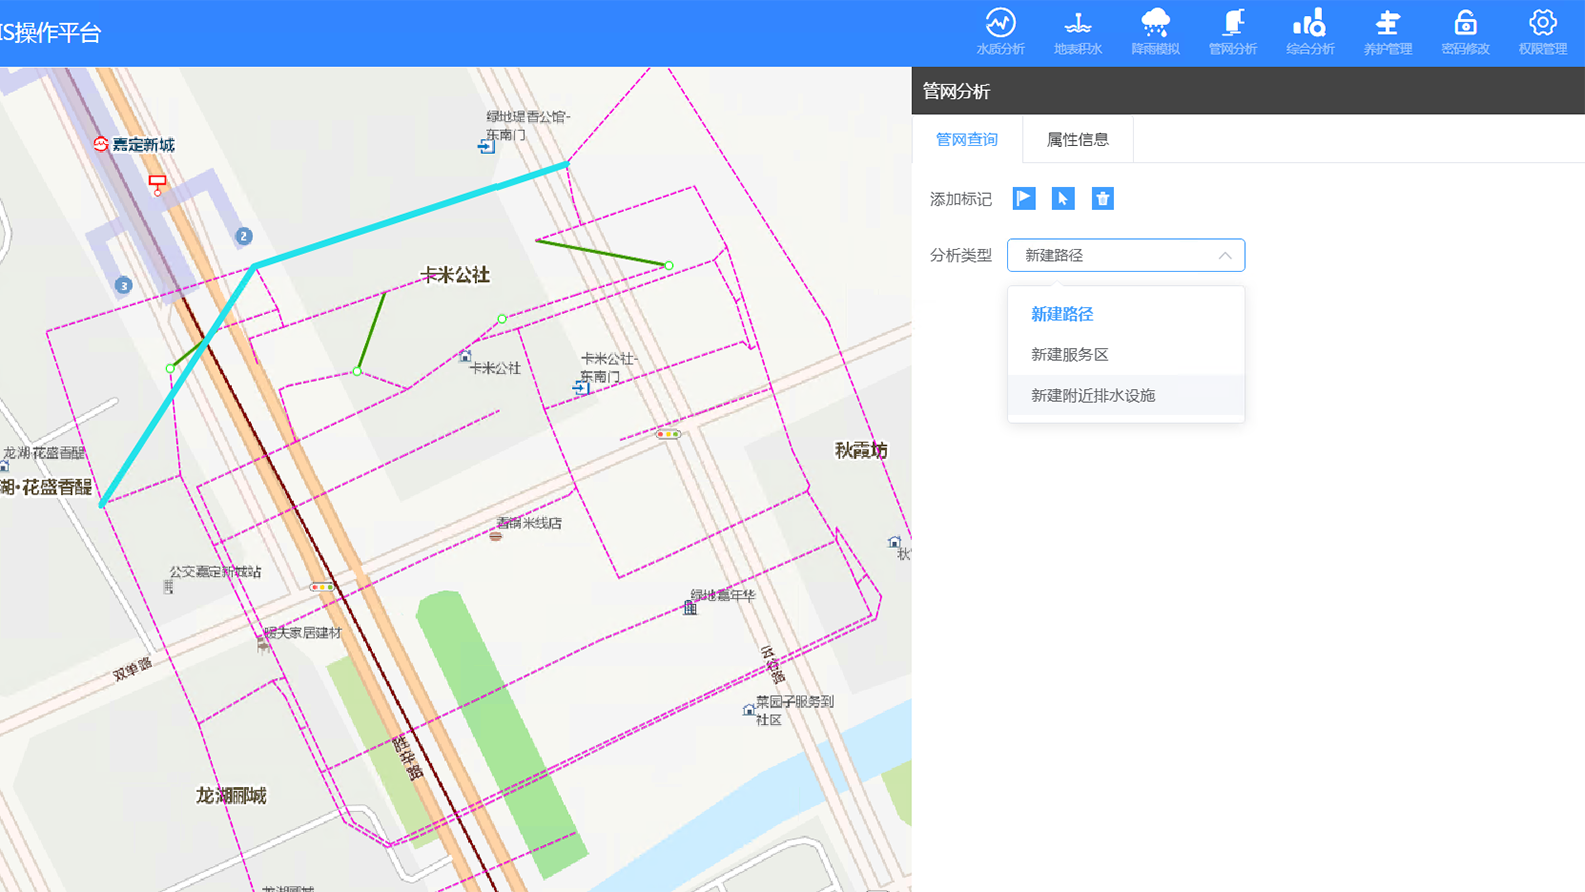 IS操作平台
水质分析
地表积水
降雨模拟
管网分析
综合分析
养护管理
密码修改
权限管理
管网分析
管网查询
属性信息
添加标记
分析类型
新建路径
新建路径
新建服务区
新建附近排水设施
绿地璟香公馆-
东南门
嘉定新城
2
3
卡米公社
卡米公社
卡米公社-
东南门
秋霞坊
龙湖·花盛香醍
湖·花盛香醍
香锅米线店
公交嘉定新城站
绿地嘉年华
暖夫家居建材
双单路
菜园子服务到
社区
胜辛路
龙湖郦城
龙湖郦城